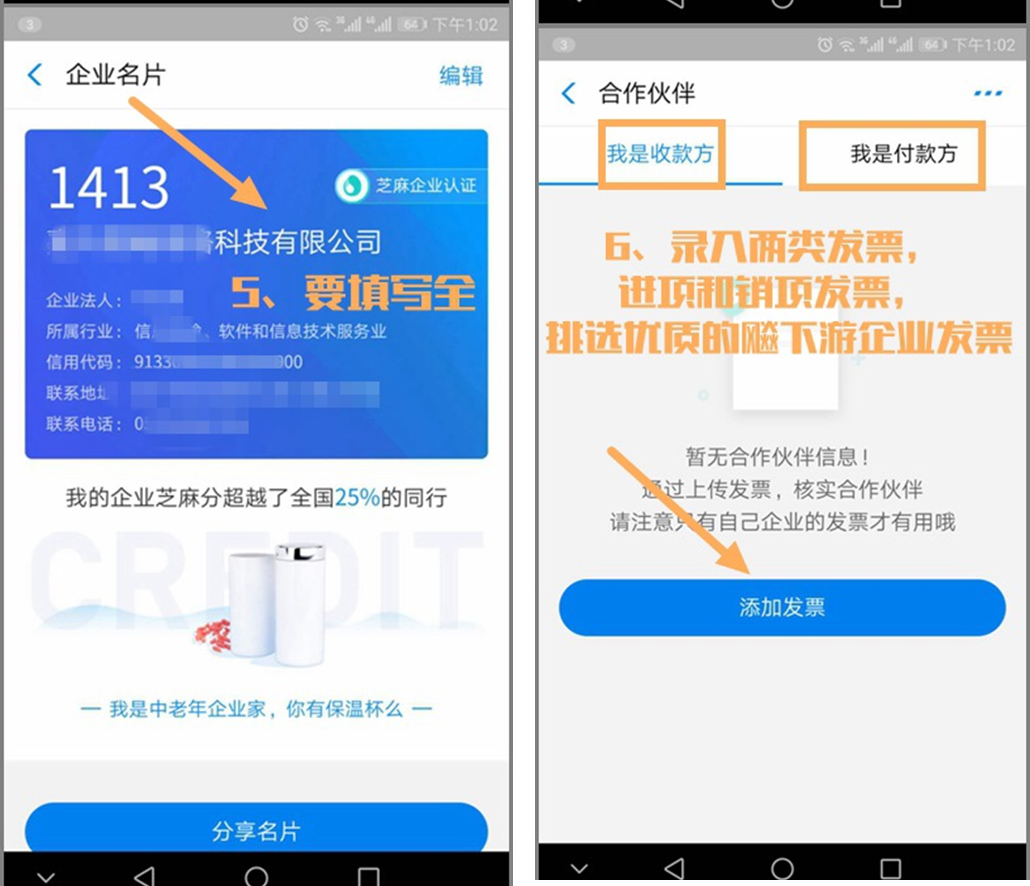 3
3G 4G 64 下午1:02
企业名片
编辑
1413
芝麻企业认证
科技有限公司
5、要填写全
企业法人：
所属行业：信 、软件和信息技术服务业
信用代码：9133 00
联系地址
联系电话：0
我的企业芝麻分超越了全国25%的同行
CREDIT
— 我是中老年企业家，你有保温杯么 —
分享名片
3
3G 4G 64 下午1:02
合作伙伴
我是收款方
我是付款方
6、录入两类发票，
进项和销项发票，
挑选优质的 下游企业发票
暂无合作伙伴信息！
通过上传发票，核实合作伙伴
请注意只有自己企业的发票才有用哦
添加发票